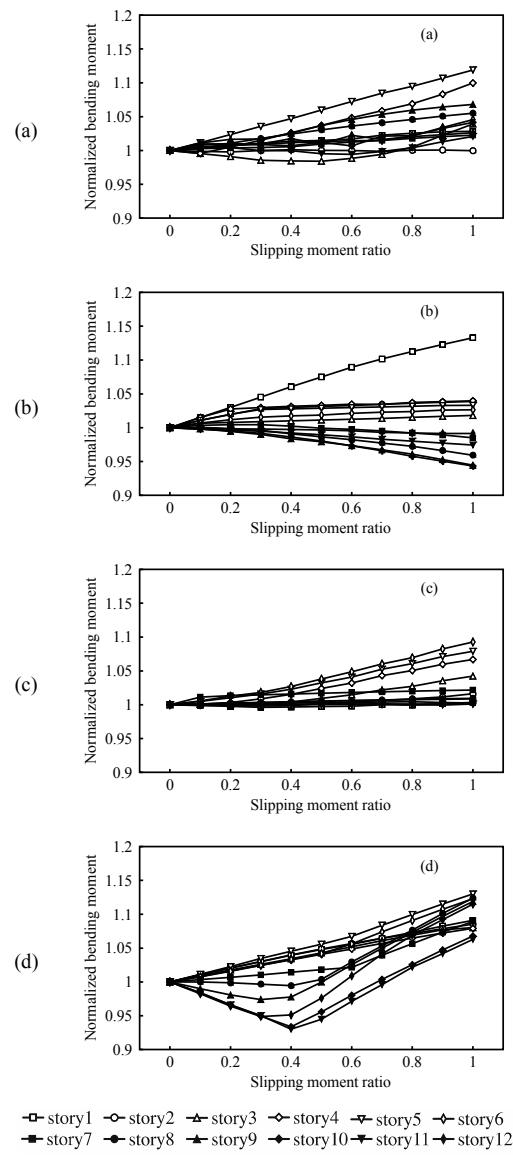 (a)
1.2
1.15
1.1
1.05
1
0.95
0.9
Normalized bending moment
(a)
0 0.2 0.4 0.6 0.8 1
Slipping moment ratio
(b)
1.2
1.15
1.1
1.05
1
0.95
0.9
Normalized bending moment
(b)
0 0.2 0.4 0.6 0.8 1
Slipping moment ratio
(c)
1.2
1.15
1.1
1.05
1
0.95
0.9
Normalized bending moment
(c)
0 0.2 0.4 0.6 0.8 1
Slipping moment ratio
(d)
1.2
1.15
1.1
1.05
1
0.95
0.9
Normalized bending moment
(d)
0 0.2 0.4 0.6 0.8 1
Slipping moment ratio
story1 story2 story3 story4 story5 story6
story7 story8 story9 story10 story11 story12